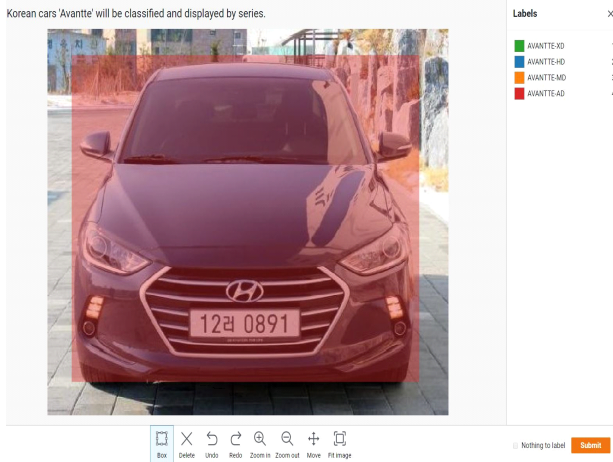 Korean cars 'Avantte' will be classified and displayed by series.
Labels
AVANTTE-XD
AVANTTE-HD
AVANTTE-MD
AVANTTE-AD
12러 0891
Box
Delete
Undo
Redo
Zoom in
Zoom out
Move
Fit image
Nothing to label
Submit